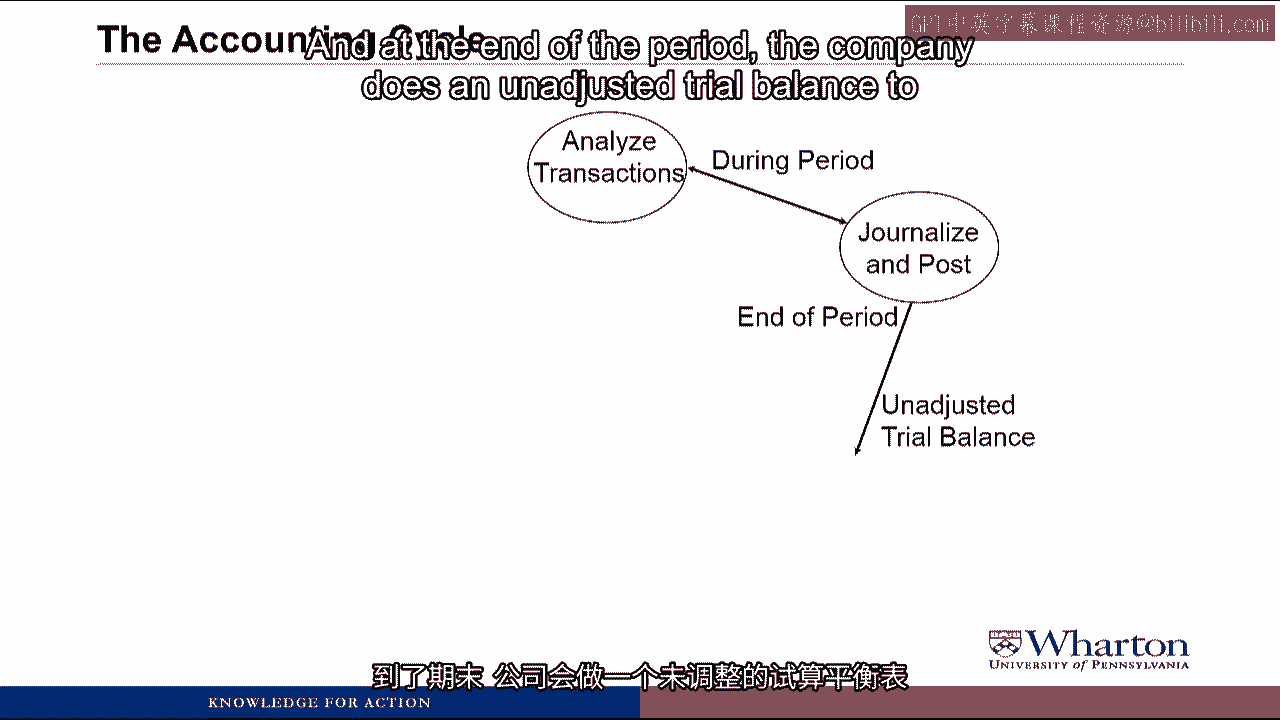 The Accounting Cycle
GPT中英字幕课程资源@bilibili.com
And at the end of the period, the company
does an unadjusted trial balance to
Analyze
Transactions
During Period
Journalize
and Post
End of Period
Unadjusted
Trial Balance
Wharton
UNIVERSITY of PENNSYLVANIA
到了期末 公司会做一个未调整的试算平衡表
KNOWLEDGE FOR ACTION